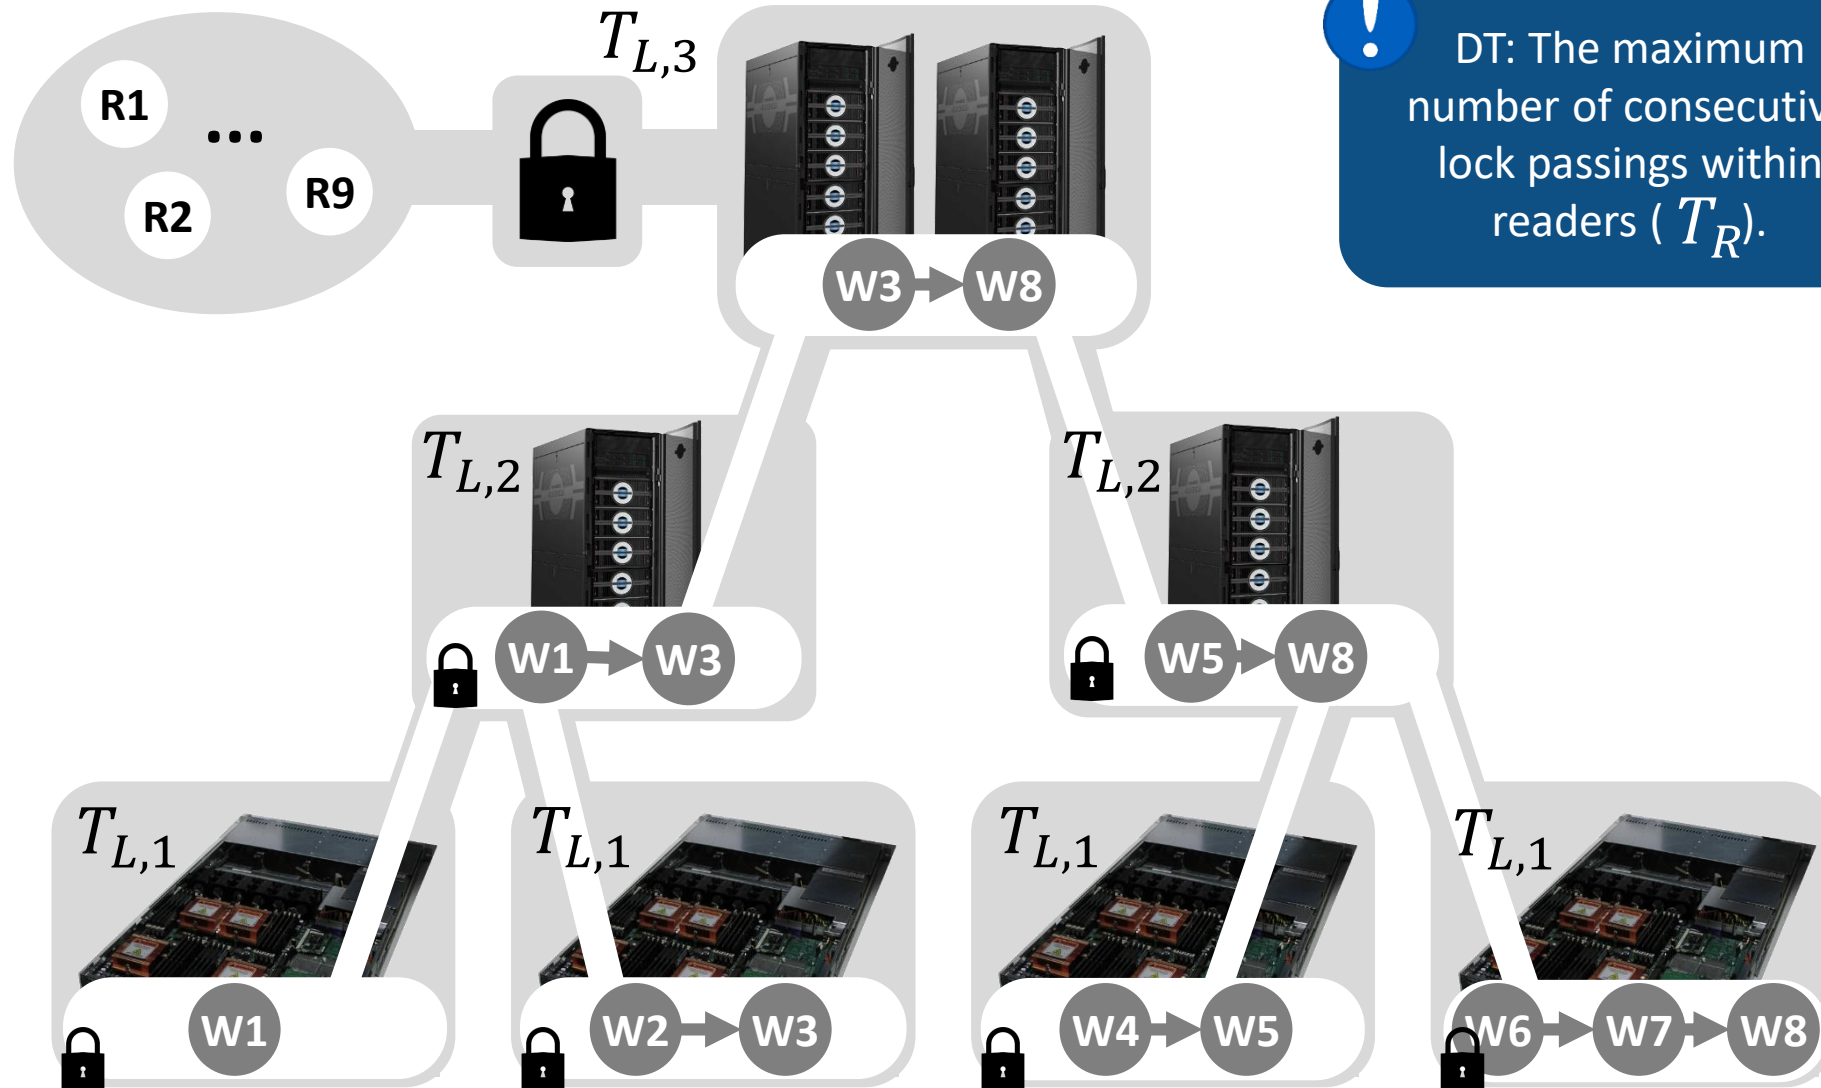 T_{L,3}
!
DT: The maximum
number of consecutiv
lock passings within
readers ( T_R).
R1
...
R2
R9
W3 W8
T_{L,2}
T_{L,2}
W1 W3
W5 W8
T_{L,1}
T_{L,1}
T_{L,1}
T_{L,1}
W1
W2 W3
W4 W5
W6 W7 W8